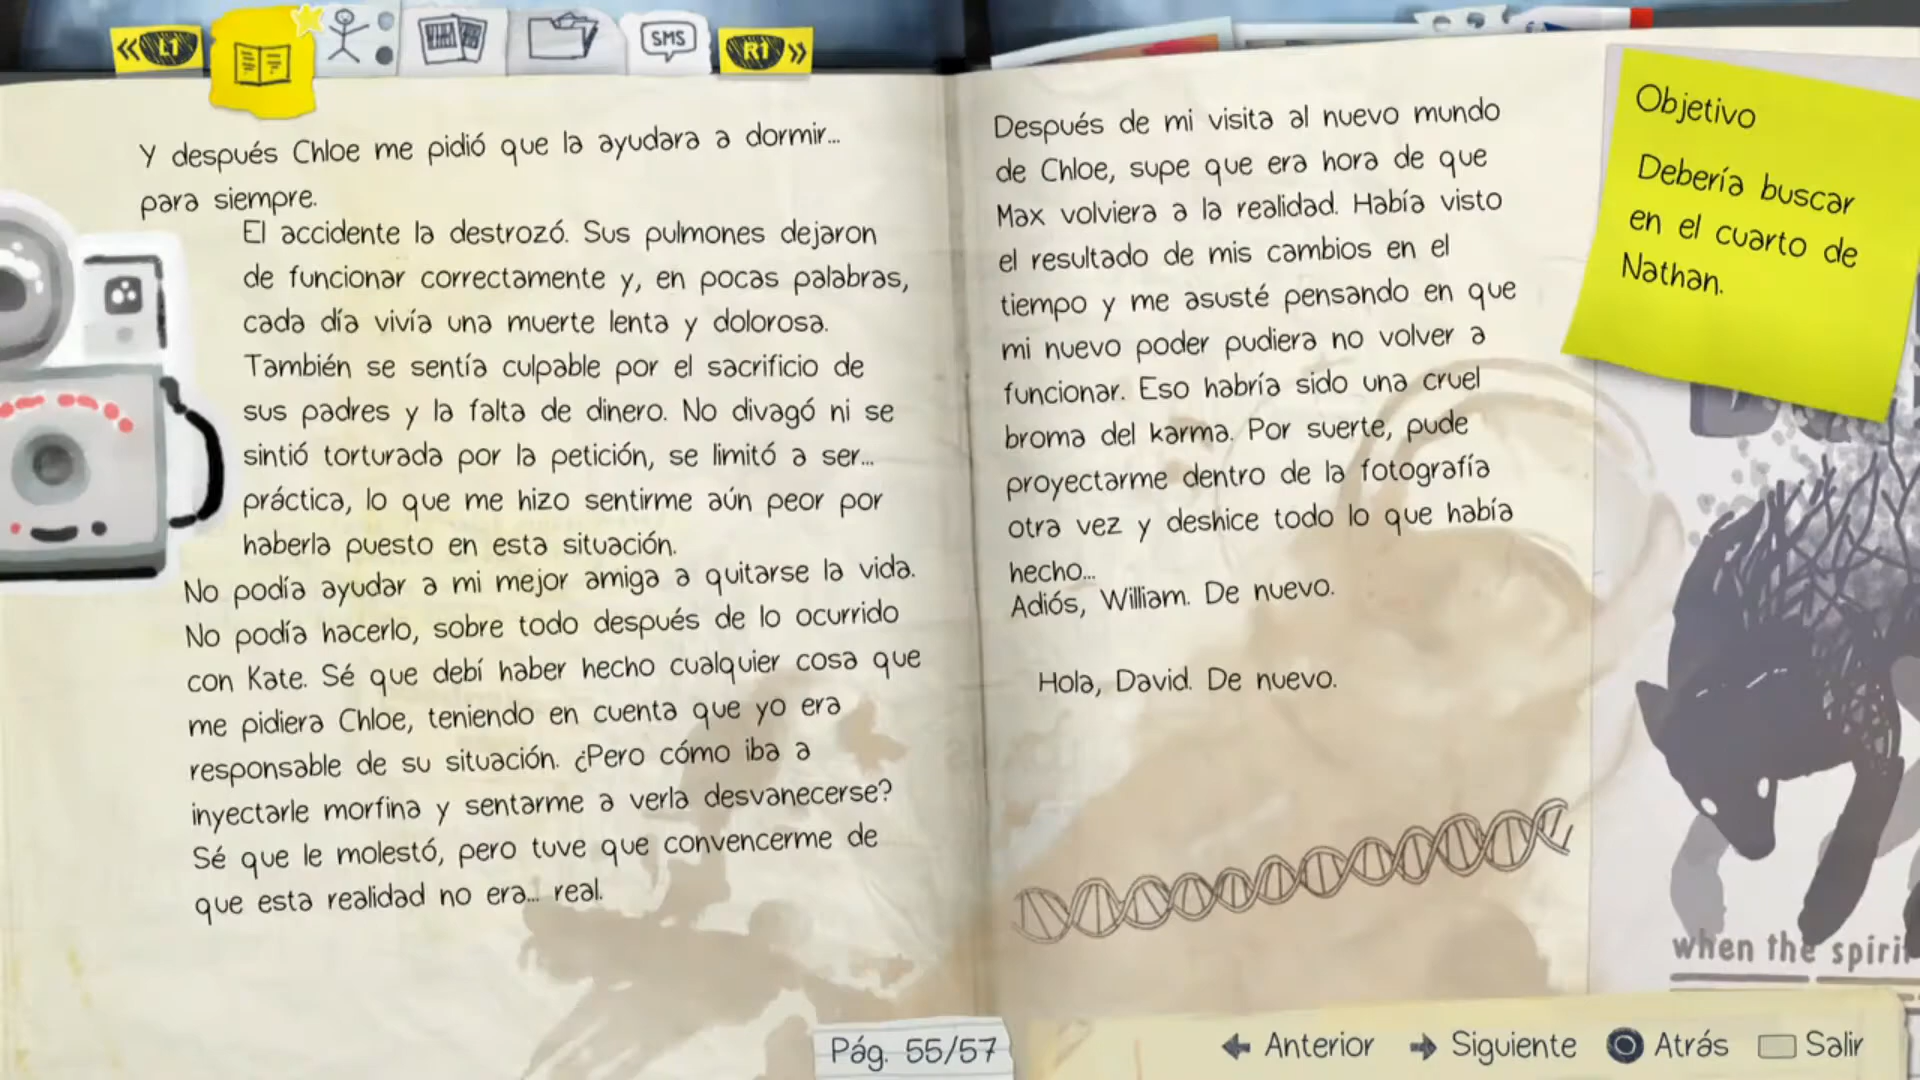 L1
SMS
R1
Y después Chloe me pidió que la ayudara a dormir...
para siempre.
El accidente la destrozó. Sus pulmones dejaron
de funcionar correctamente y, en pocas palabras,
cada día vivía una muerte lenta y dolorosa.
También se sentía culpable por el sacrificio de
sus padres y la falta de dinero. No divagó ni se
sintió torturada por la petición, se limitó a ser...
práctica, lo que me hizo sentirme aún peor por
haberla puesto en esta situación.
No podía ayudar a mi mejor amiga a quitarse la vida.
No podía hacerlo, sobre todo después de lo ocurrido
con Kate. Sé que debí haber hecho cualquier cosa que
me pidiera Chloe, teniendo en cuenta que yo era
responsable de su situación. ¿Pero cómo iba a
inyectarle morfina y sentarme a verla desvanecerse?
Sé que le molestó, pero tuve que convencerme de
que esta realidad no era... real.
Después de mi visita al nuevo mundo
de Chloe, supe que era hora de que
Max volviera a la realidad. Había visto
el resultado de mis cambios en el
tiempo y me asusté pensando en que
mi nuevo poder pudiera no volver a
funcionar. Eso habría sido una cruel
broma del karma. Por suerte, pude
proyectarme dentro de la fotografía
otra vez y deshice todo lo que había
hecho...
Adiós, William. De nuevo.
Hola, David. De nuevo.
Objetivo
Debería buscar
en el cuarto de
Nathan.
when the spirit
Pág. 55/57
Anterior
Siguiente
Atrás
Salir